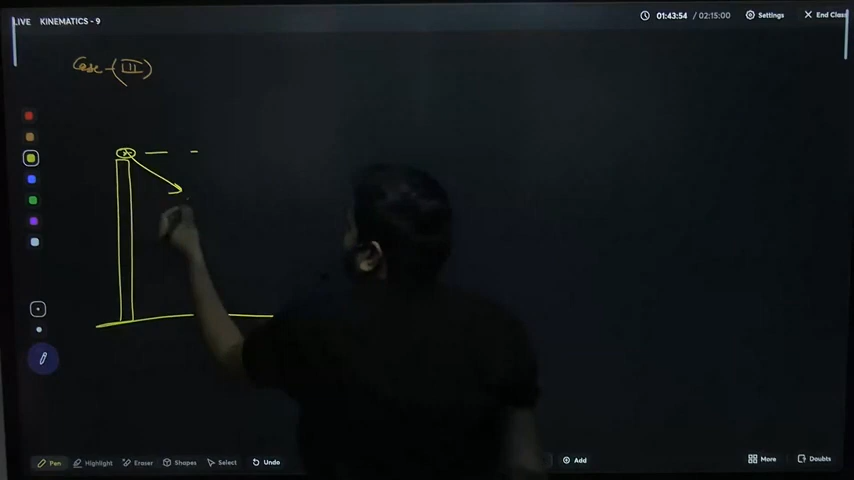 LIVE KINEMATICS - 9
01:43:54 / 02:15:00 Settings End Class
Case - (III)
Pen Highlight Eraser Shapes Select Undo Add More Doubts